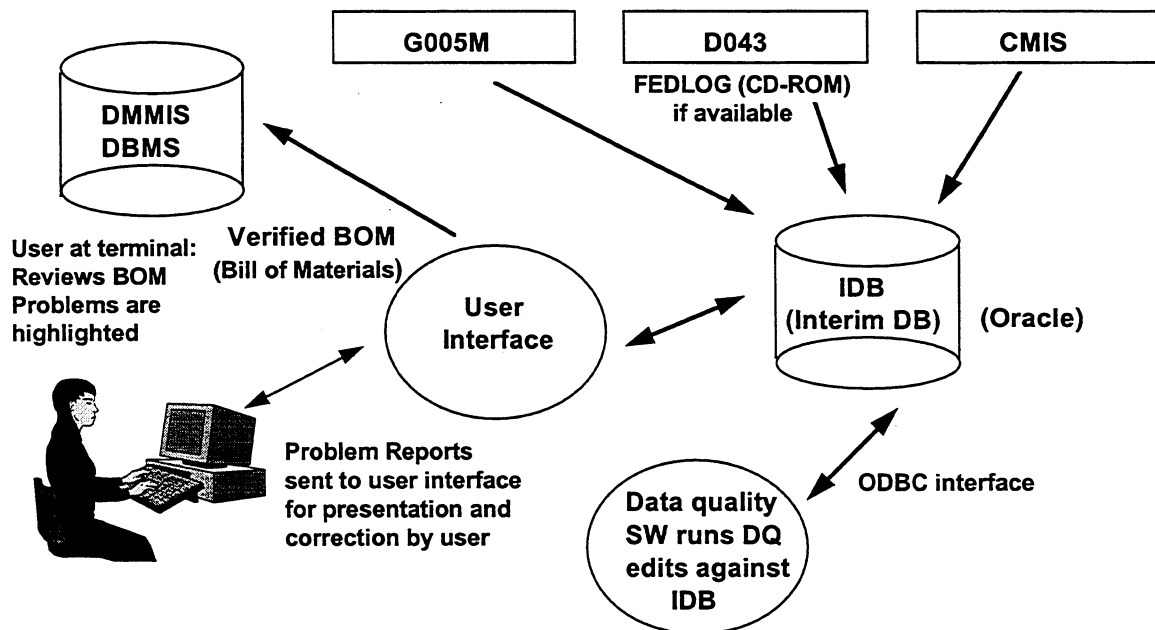 G005M
D043
CMIS
FEDLOG (CD-ROM)
if available
DMMIS
DBMS
User at terminal:
Reviews BOM
Problems are
highlighted
Verified BOM
(Bill of Materials)
User
Interface
IDB
(Interim DB)
(Oracle)
Problem Reports
sent to user interface
for presentation and
correction by user
Data quality
SW runs DQ
edits against
IDB
ODBC interface